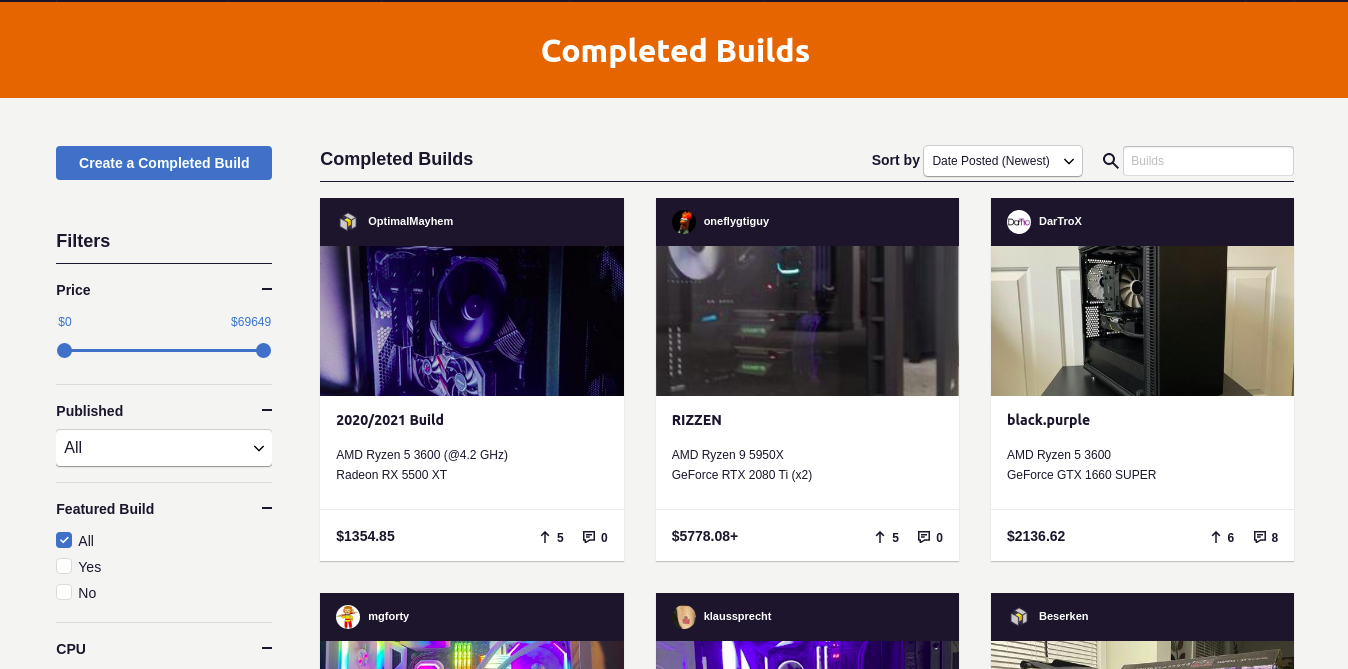 Completed Builds
Create a Completed Build
Filters
Price
$0 $69649
Published
All
Featured Build
All
Yes
No
CPU
Completed Builds
Sort by Date Posted (Newest) Builds
OptimalMayhem
2020/2021 Build
AMD Ryzen 5 3600 (@4.2 GHz)
Radeon RX 5500 XT
$1354.85 5 0
oneflygtiguy
RIZZEN
AMD Ryzen 9 5950X
GeForce RTX 2080 Ti (x2)
$5778.08+ 5 0
DarTroX
black.purple
AMD Ryzen 5 3600
GeForce GTX 1660 SUPER
$2136.62 6 8
mgforty
klaussprecht
Beserken